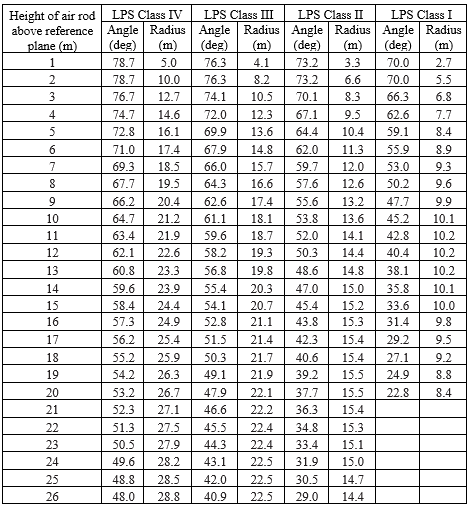 Height of air rod above reference plane (m) LPS Class IV LPS Class III LPS Class II LPS Class I
Angle (deg) Radius (m) Angle (deg) Radius (m) Angle (deg) Radius (m) Angle (deg) Radius (m)
1 78.7 5.0 76.3 4.1 73.2 3.3 70.0 2.7
2 78.7 10.0 76.3 8.2 73.2 6.6 70.0 5.5
3 76.7 12.7 74.1 10.5 70.1 8.3 66.3 6.8
4 74.7 14.6 72.0 12.3 67.1 9.5 62.6 7.7
5 72.8 16.1 69.9 13.6 64.4 10.4 59.1 8.4
6 71.0 17.4 67.9 14.8 62.0 11.3 55.9 8.9
7 69.3 18.5 66.0 15.7 59.7 12.0 53.0 9.3
8 67.7 19.5 64.3 16.6 57.6 12.6 50.2 9.6
9 66.2 20.4 62.6 17.4 55.6 13.2 47.7 9.9
10 64.7 21.2 61.1 18.1 53.8 13.6 45.2 10.1
11 63.4 21.9 59.6 18.7 52.0 14.1 42.8 10.2
12 62.1 22.6 58.2 19.3 50.3 14.4 40.4 10.2
13 60.8 23.3 56.8 19.8 48.6 14.8 38.1 10.2
14 59.6 23.9 55.4 20.3 47.0 15.0 35.8 10.1
15 58.4 24.4 54.1 20.7 45.4 15.2 33.6 10.0
16 57.3 24.9 52.8 21.1 43.8 15.3 31.4 9.8
17 56.2 25.4 51.5 21.4 42.3 15.4 29.2 9.5
18 55.2 25.9 50.3 21.7 40.6 15.4 27.1 9.2
19 54.2 26.3 49.1 21.9 39.2 15.5 24.9 8.8
20 53.2 26.7 47.9 22.1 37.7 15.5 22.8 8.4
21 52.3 27.1 46.6 22.2 36.3 15.4
22 51.3 27.5 45.5 22.4 34.8 15.3
23 50.5 27.9 44.3 22.4 33.4 15.1
24 49.6 28.2 43.1 22.5 31.9 15.0
25 48.8 28.5 42.0 22.5 30.5 14.7
26 48.0 28.8 40.9 22.5 29.0 14.4